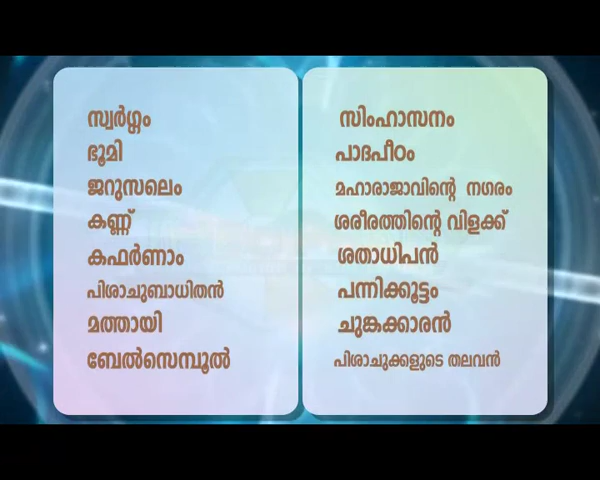 സ്വർഗ്ഗം സിംഹാസനം
ഭൂമി പാദപീഠം
ജറുസലെം മഹാരാജാവിന്റെ നഗരം
കണ്ണ് ശരീരത്തിന്റെ വിളക്ക്
കഫർണാം ശതാധിപൻ
പിശാചുബാധിതൻ പന്നിക്കൂട്ടം
മത്തായി ചുങ്കക്കാരൻ
ബേൽസെമ്പൂൽ പിശാചുക്കളുടെ തലവൻ